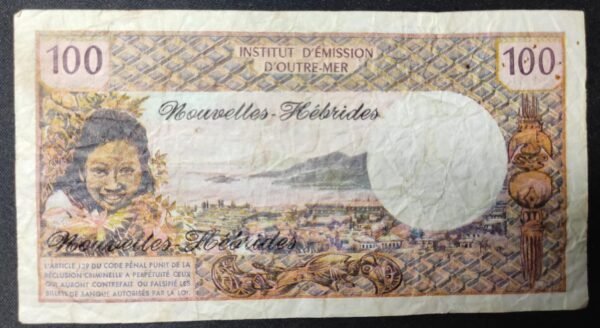 100
INSTITUT D'ÉMISSION
D'OUTRE-MER
100
Nouvelles-Hébrides
Nouvelles-Hébrides
L'ARTICLE 139 DU CODE PÉNAL PUNIT DE LA
RÉCLUSION CRIMINELLE A PERPÉTUITÉ CEUX
QUI AURONT CONTREFAIT OU FALSIFIÉ LES
BILLETS DE BANQUE AUTORISÉS PAR LA LOI.